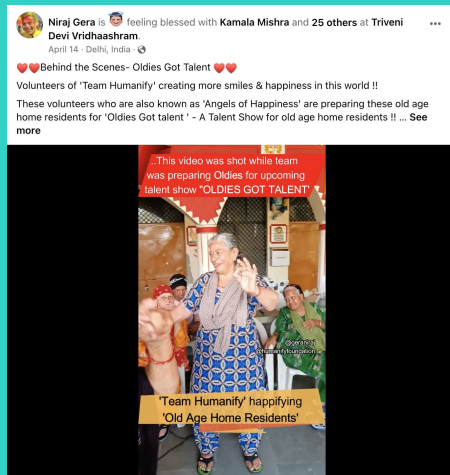 Niraj Gera is feeling blessed with Kamala Mishra and 25 others at Triveni
Devi Vridhaashram.
April 14 · Delhi, India ·
Behind the Scenes- Oldies Got Talent
Volunteers of 'Team Humanify' creating more smiles & happiness in this world !!
These volunteers who are also known as 'Angels of Happiness' are preparing these old age
home residents for 'Oldies Got talent ' - A Talent Show for old age home residents !! ... See
more
..This video was shot while team
was preparing Oldies for upcoming
talent show "OLDIES GOT TALENT'
@geraniraj
@humanifyfoundation
'Team Humanify' happifying
'Old Age Home Residents'